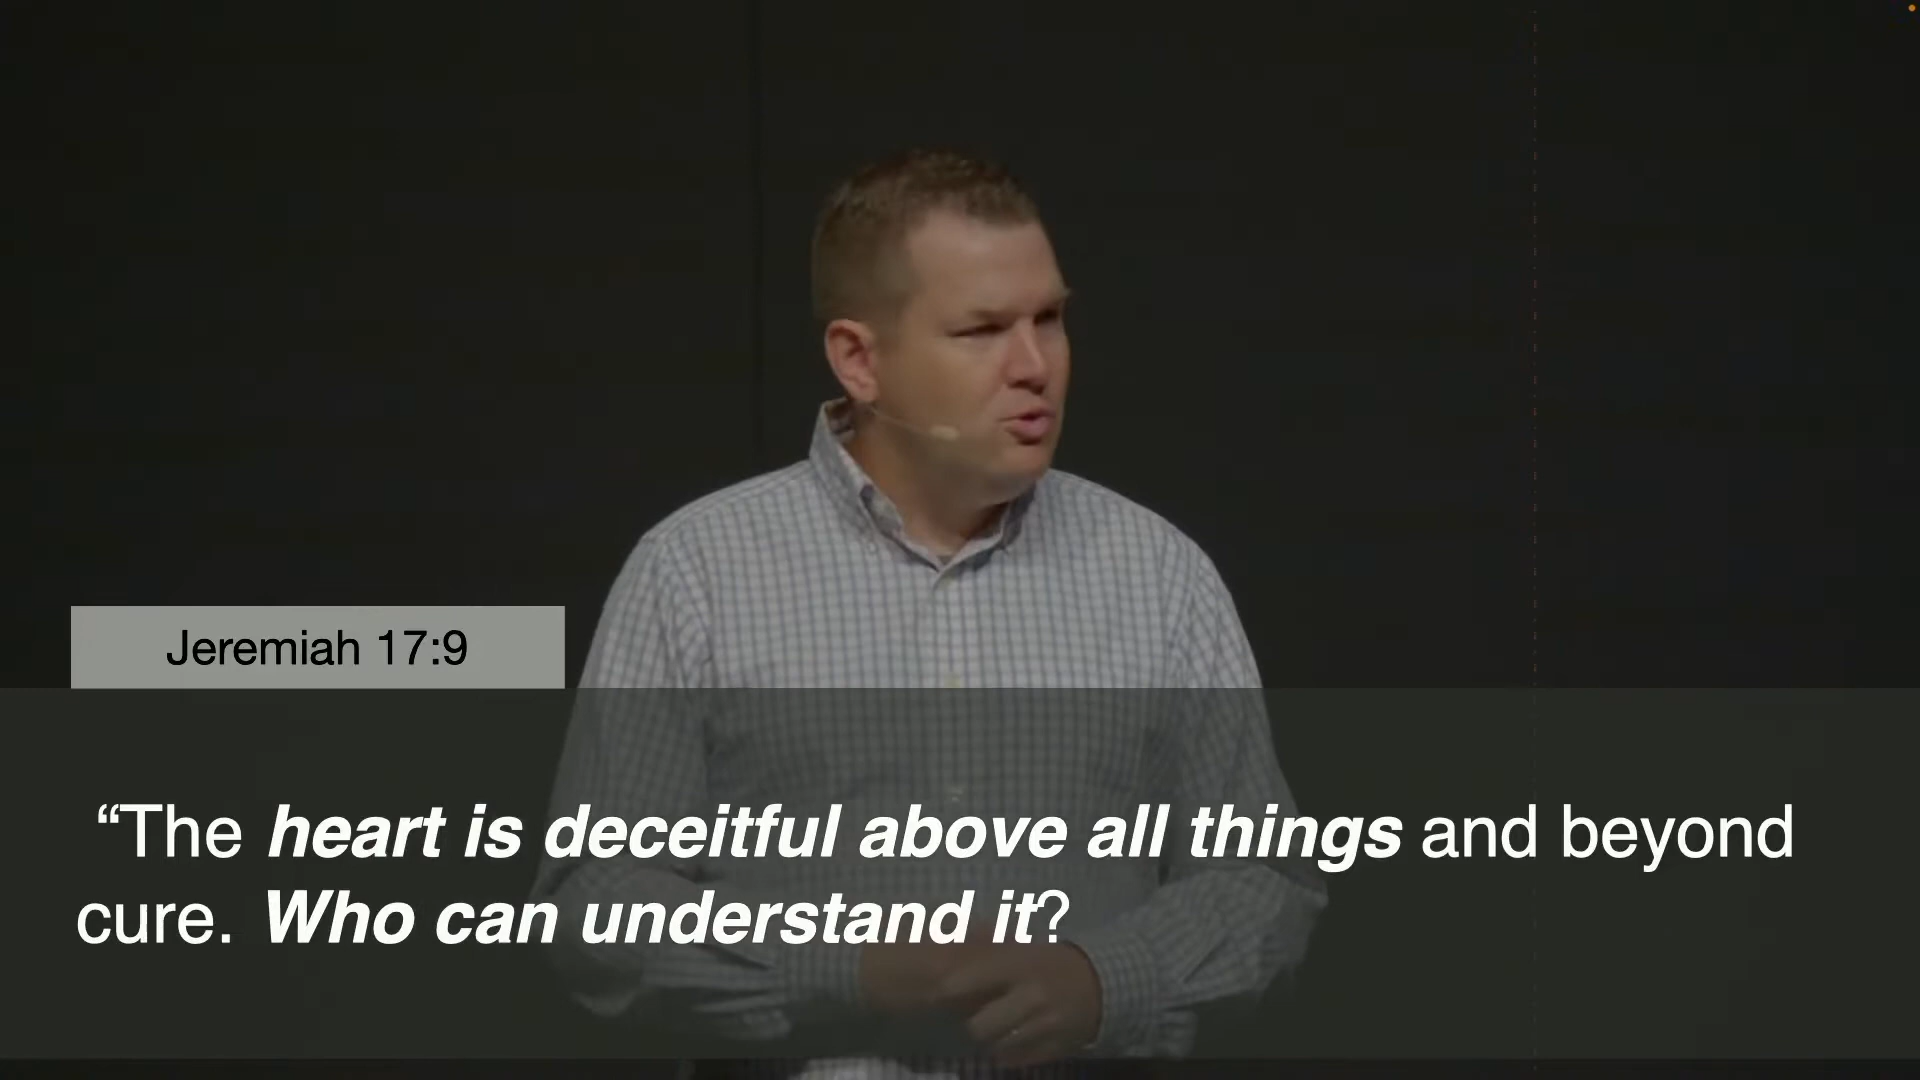 Jeremiah 17:9
“The heart is deceitful above all things and beyond
cure. Who can understand it?